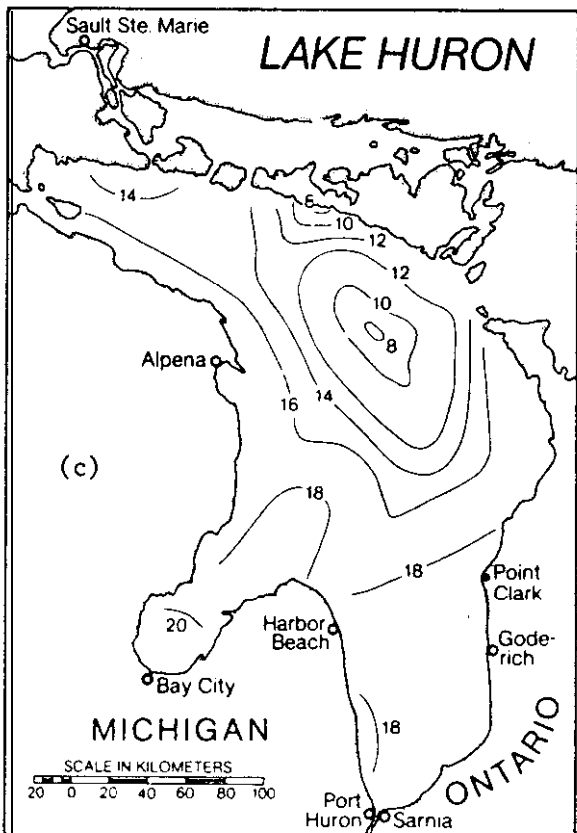 Sault Ste. Marie
LAKE HURON
14
10
12
12
10
8
Alpena
16
14
(c)
18
18
Point
Clark
20
Harbor
Beach
Gode-
rich
Bay City
18
MICHIGAN
ONTARIO
SCALE IN KILOMETERS
20 0 20 40 60 80 100
Port
Huron
Sarnia